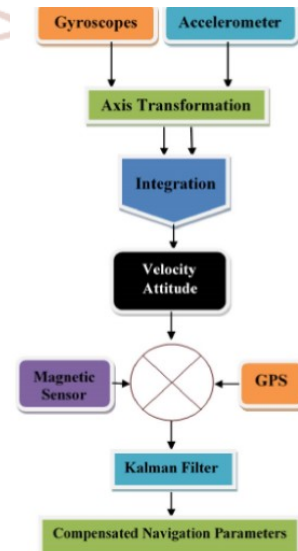 Gyroscopes
Accelerometer
Axis Transformation
Integration
Velocity
Attitude
Magnetic
Sensor
GPS
Kalman Filter
Compensated Navigation Parameters